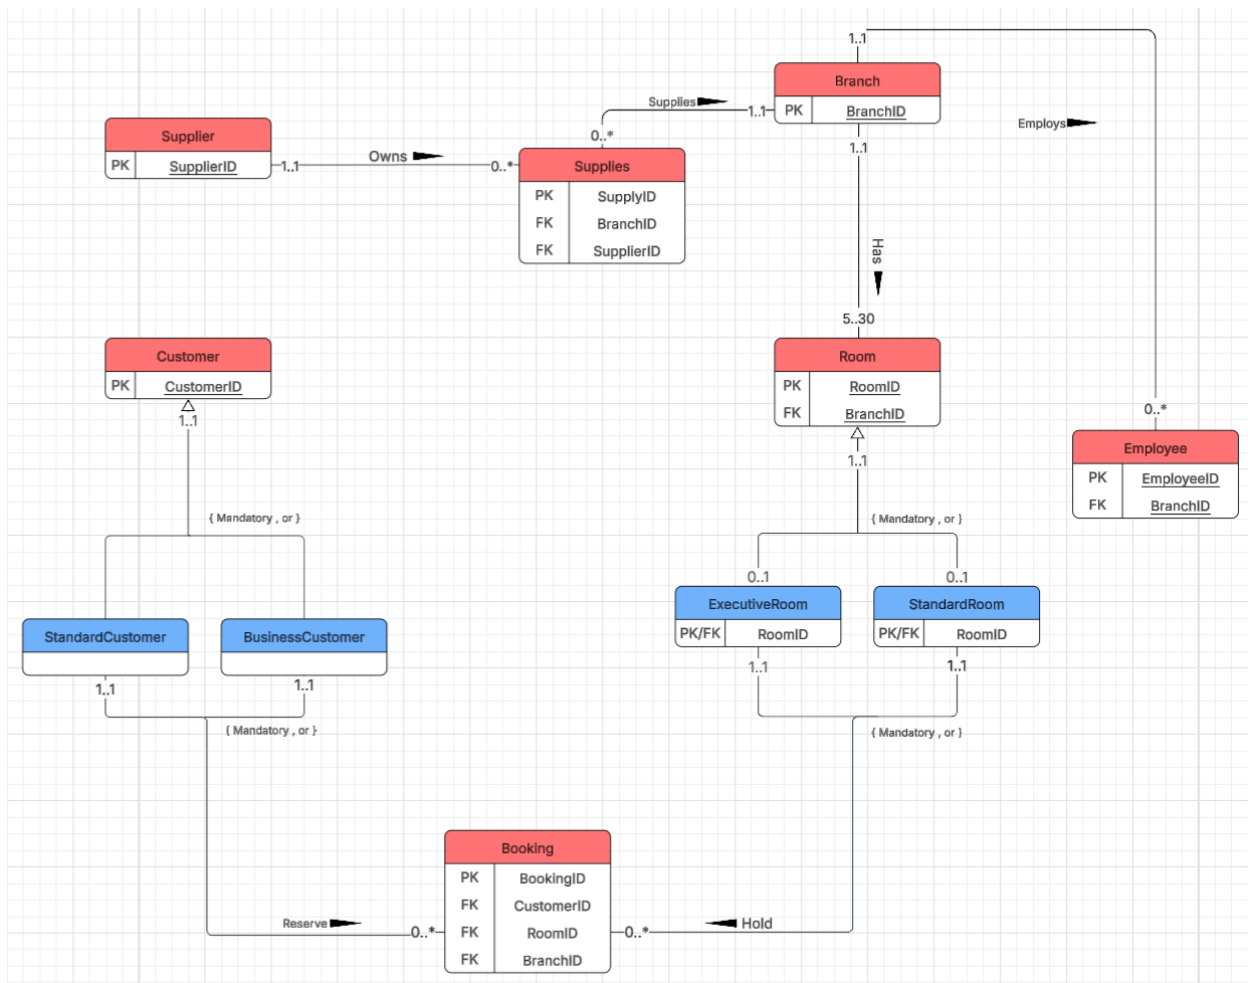 1..1
Branch
PK BranchID
Supplies
1..1
Employs
Supplier
PK SupplierID
1..1
Owns
0..*
0..*
Supplies
PK SupplyID
FK BranchID
FK SupplierID
1..1
Has
5..30
Customer
PK CustomerID
1..1
Room
PK RoomID
FK BranchID
1..1
0..*
Employee
PK EmployeeID
FK BranchID
{ Mandatory , or }
{ Mandatory , or }
0..1
0..1
StandardCustomer
BusinessCustomer
ExecutiveRoom
PK/FK RoomID
StandardRoom
PK/FK RoomID
1..1
1..1
1..1
1..1
{ Mandatory , or }
{ Mandatory , or }
Booking
PK BookingID
FK CustomerID
FK RoomID
FK BranchID
Reserve
0..*
0..*
Hold